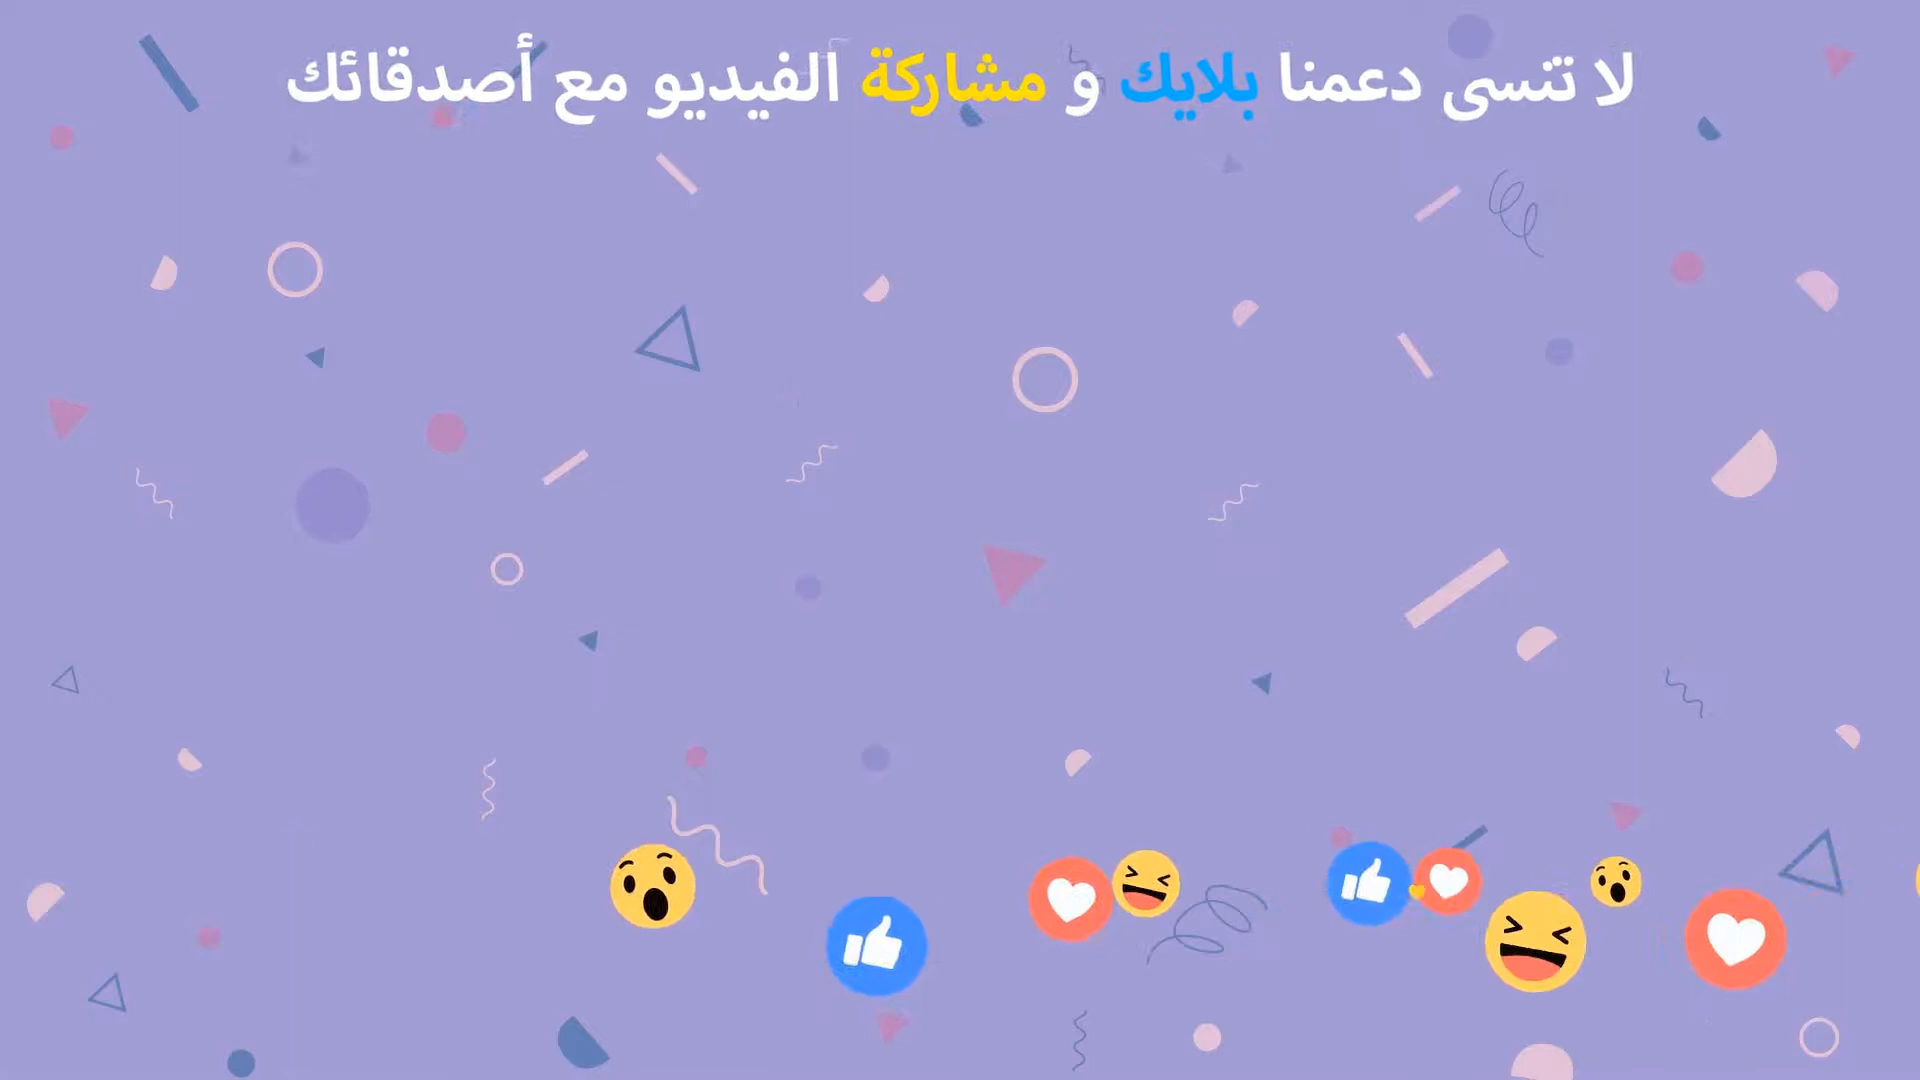 لا تنسى دعمنا بلايك و مشاركة الفيديو مع أصدقائك